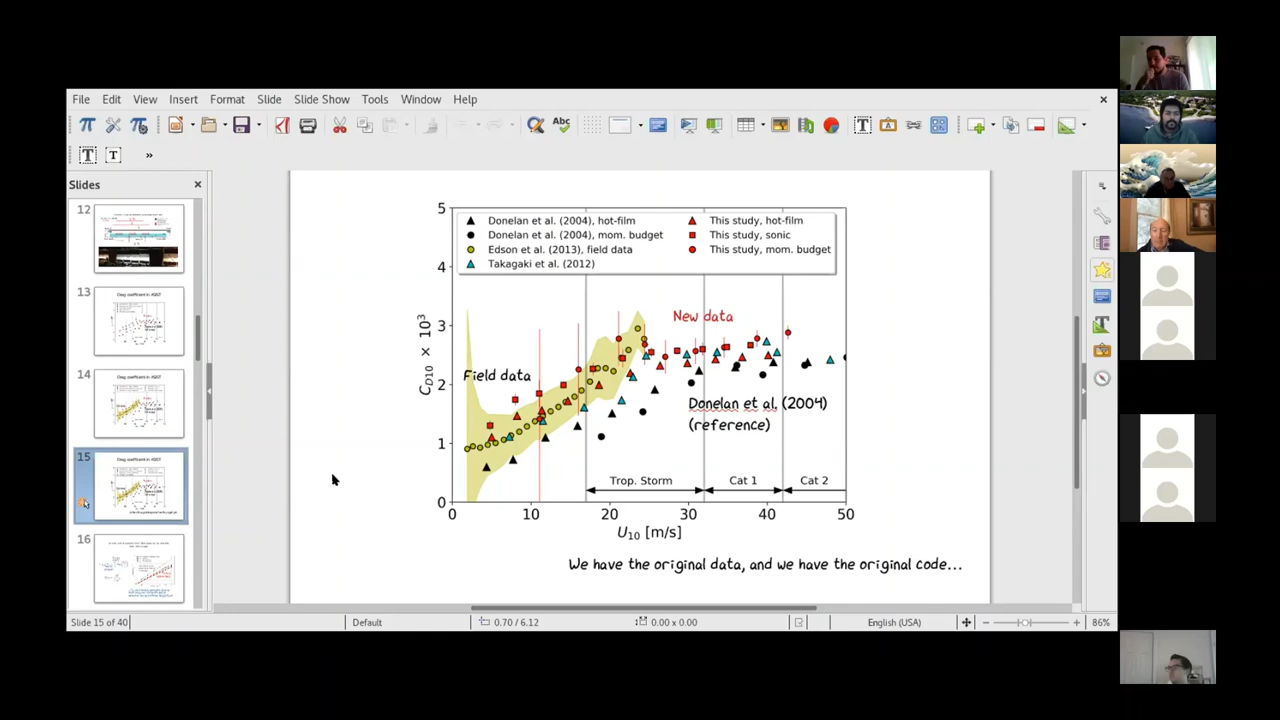 File Edit View Insert Format Slide Slide Show Tools Window Help
Slides
12
13
14
15
16
5
4
3
2
1
0
C_D10 × 10³
Donelan et al. (2004), hot-film
Donelan et al. (2004), mom. budget
Edson et al. (2013), field data
Takagaki et al. (2012)
This study, hot-film
This study, sonic
This study, mom. budget
New data
Field data
Donelan et al. (2004)
(reference)
Trop. Storm
Cat 1
Cat 2
0 10 20 30 40 50
U₁₀ [m/s]
We have the original data, and we have the original code...
Slide 15 of 40
Default
0.70 / 6.12
0.00 x 0.00
English (USA)
86%